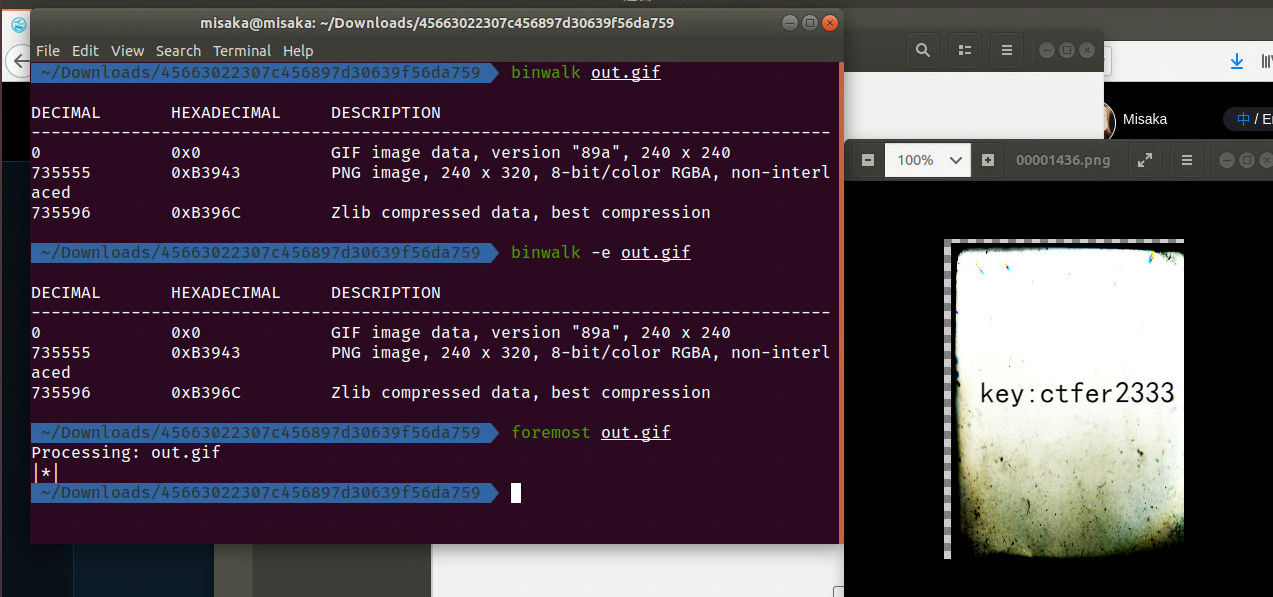 misaka@misaka: ~/Downloads/45663022307c456897d30639f56da759
File Edit View Search Terminal Help
~/Downloads/45663022307c456897d30639f56da759 binwalk out.gif
DECIMAL HEXADECIMAL DESCRIPTION
--------------------------------------------------------------------------------
0 0x0 GIF image data, version "89a", 240 x 240
735555 0xB3943 PNG image, 240 x 320, 8-bit/color RGBA, non-interl
aced
735596 0xB396C Zlib compressed data, best compression
~/Downloads/45663022307c456897d30639f56da759 binwalk -e out.gif
DECIMAL HEXADECIMAL DESCRIPTION
--------------------------------------------------------------------------------
0 0x0 GIF image data, version "89a", 240 x 240
735555 0xB3943 PNG image, 240 x 320, 8-bit/color RGBA, non-interl
aced
735596 0xB396C Zlib compressed data, best compression
~/Downloads/45663022307c456897d30639f56da759 foremost out.gif
Processing: out.gif
|*|
~/Downloads/45663022307c456897d30639f56da759
Misaka
中 / E
100%
00001436.png
key:ctfer2333